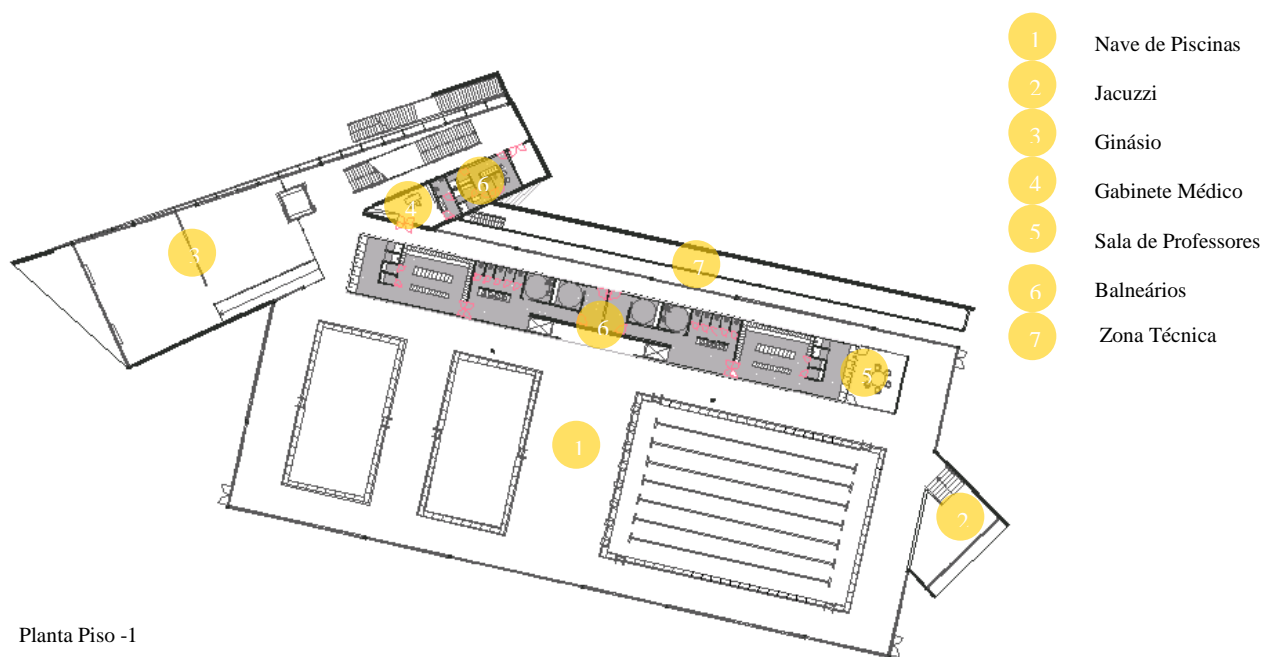 1 Nave de Piscinas
2 Jacuzzi
3 Ginásio
4 Gabinete Médico
5 Sala de Professores
6 Balneários
7 Zona Técnica
6
4
3
7
6
5
1
2
Planta Piso -1